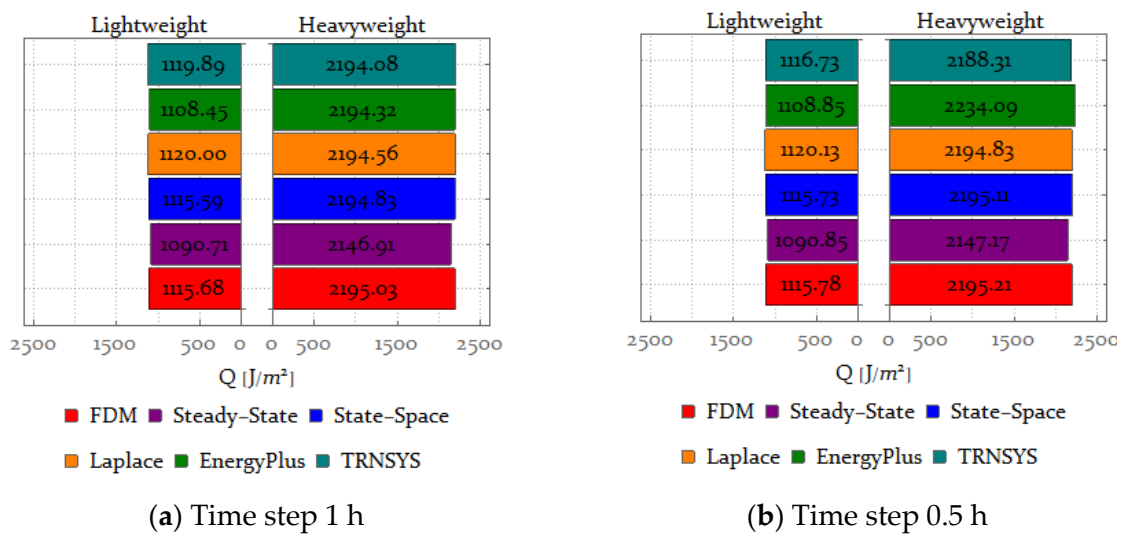 Lightweight Heavyweight
1119.89 2194.08
1108.45 2194.32
1120.00 2194.56
1115.59 2194.83
1090.71 2146.91
1115.68 2195.03
2500 1500 500 0 0 500 1500 2500
Q [J/m²]
FDM Steady-State State-Space
Laplace EnergyPlus TRNSYS
(a) Time step 1 h
Lightweight Heavyweight
1116.73 2188.31
1108.85 2234.09
1120.13 2194.83
1115.73 2195.11
1090.85 2147.17
1115.78 2195.21
2500 1500 500 0 0 500 1500 2500
Q [J/m²]
FDM Steady-State State-Space
Laplace EnergyPlus TRNSYS
(b) Time step 0.5 h